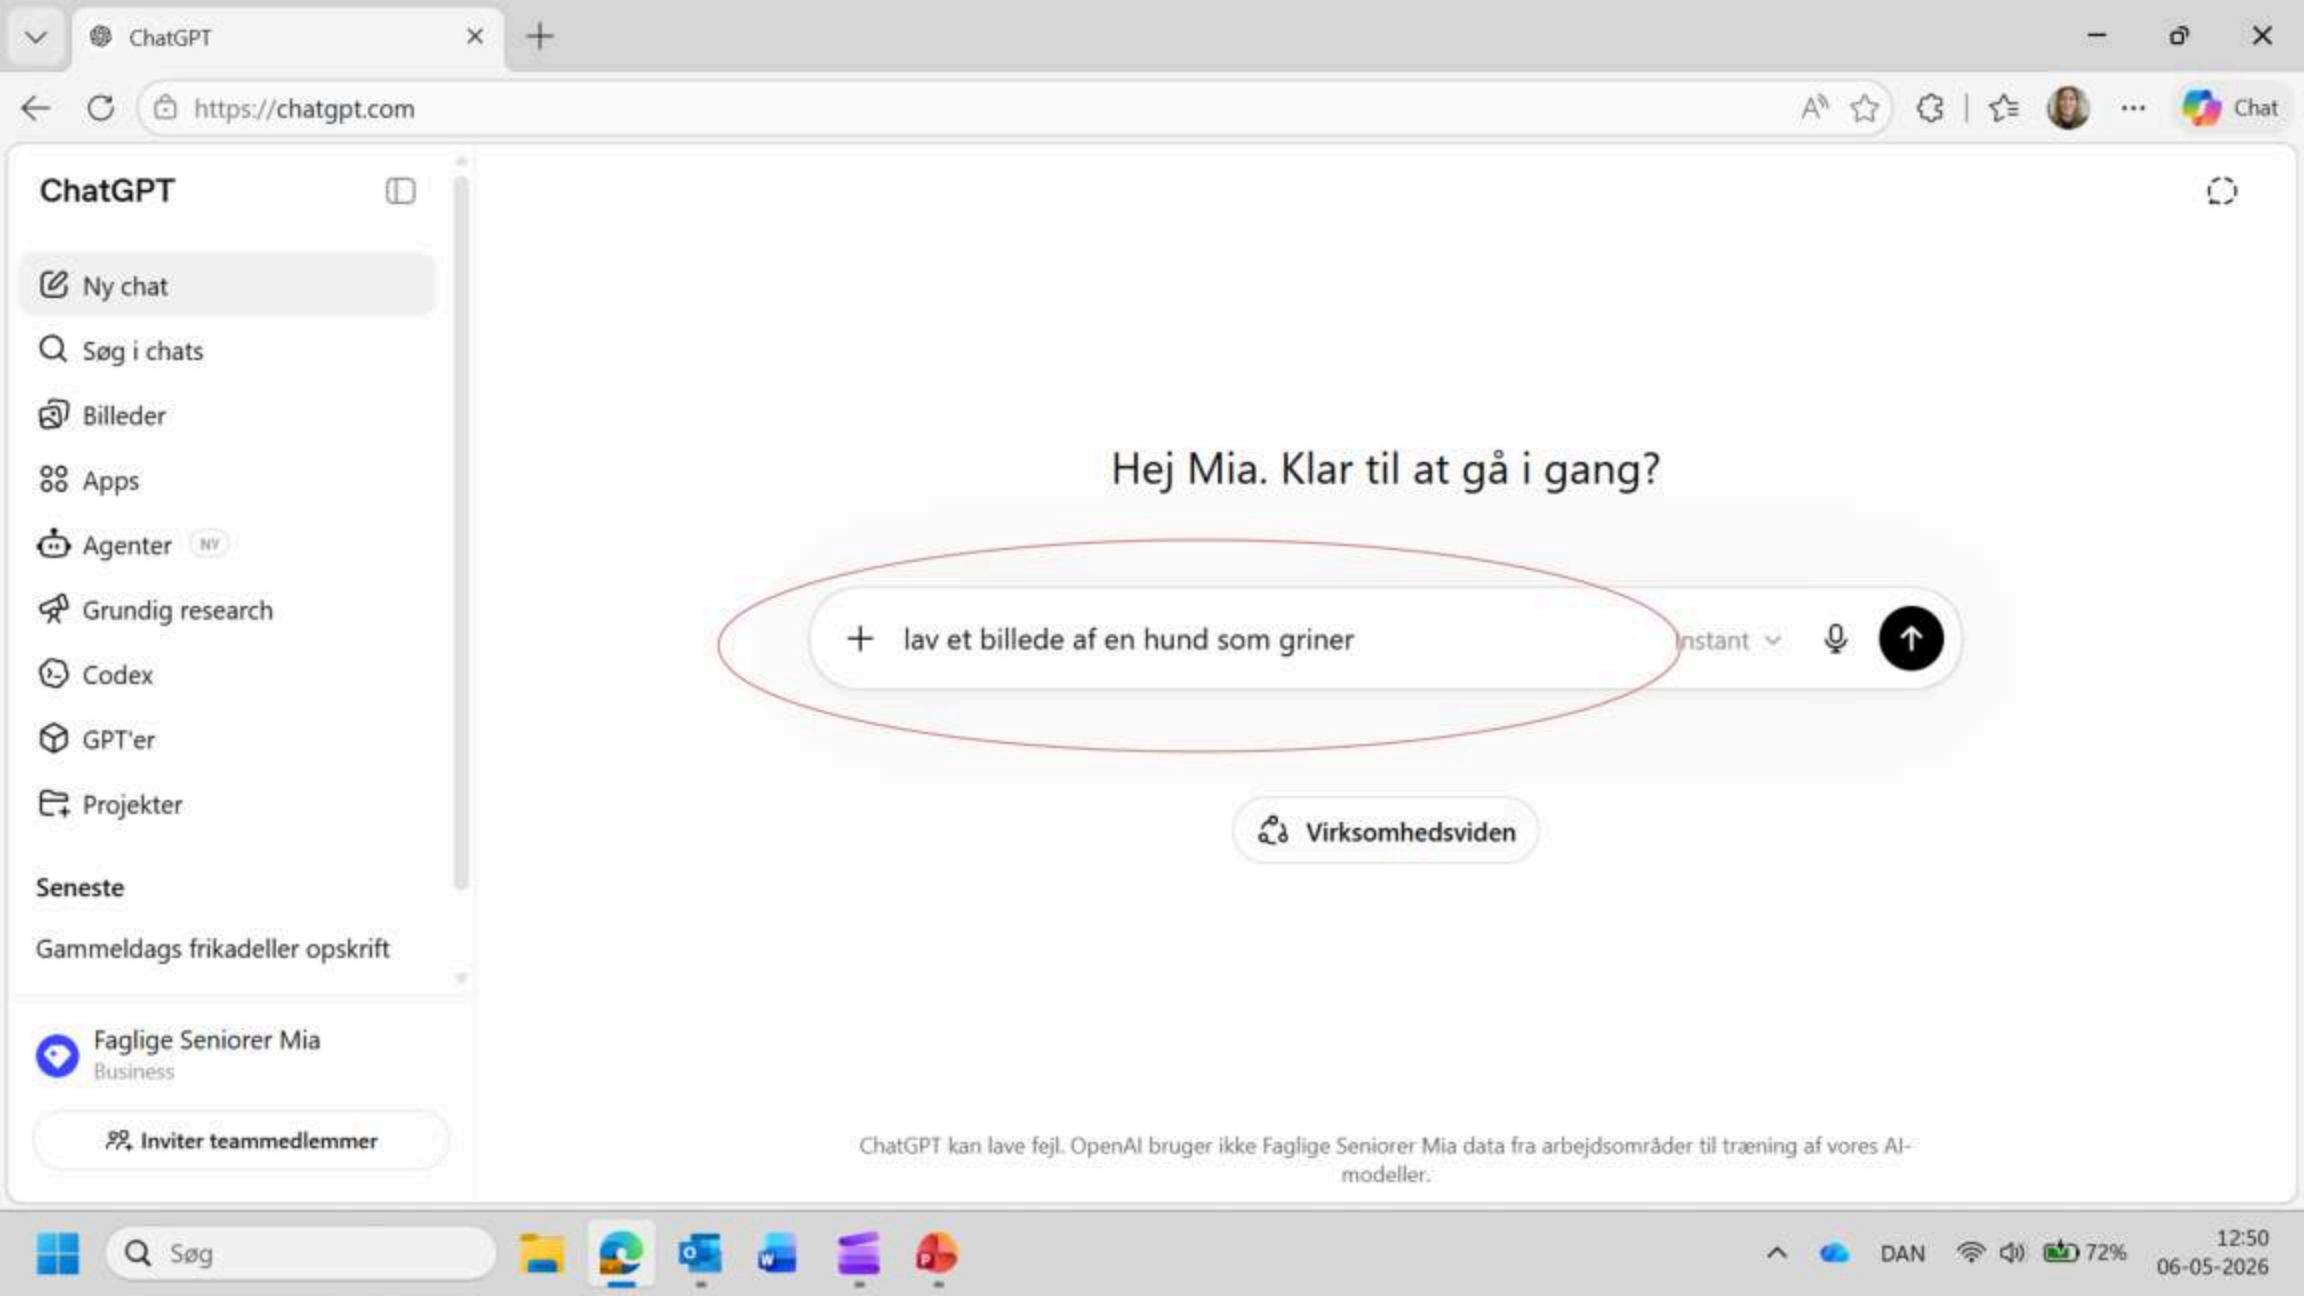 ChatGPT
https://chatgpt.com
Chat
ChatGPT
Ny chat
Søg i chats
Billeder
Apps
Agenter NY
Grundig research
Codex
GPT'er
Projekter
Seneste
Gammeldags frikadeller opskrift
Faglige Seniorer Mia
Business
Inviter teammedlemmer
Hej Mia. Klar til at gå i gang?
lav et billede af en hund som griner
Instant
Virksomhedsviden
ChatGPT kan lave fejl. OpenAI bruger ikke Faglige Seniorer Mia data fra arbejdsområder til træning af vores AI-
modeller.
Søg
DAN
72%
12:50
06-05-2026